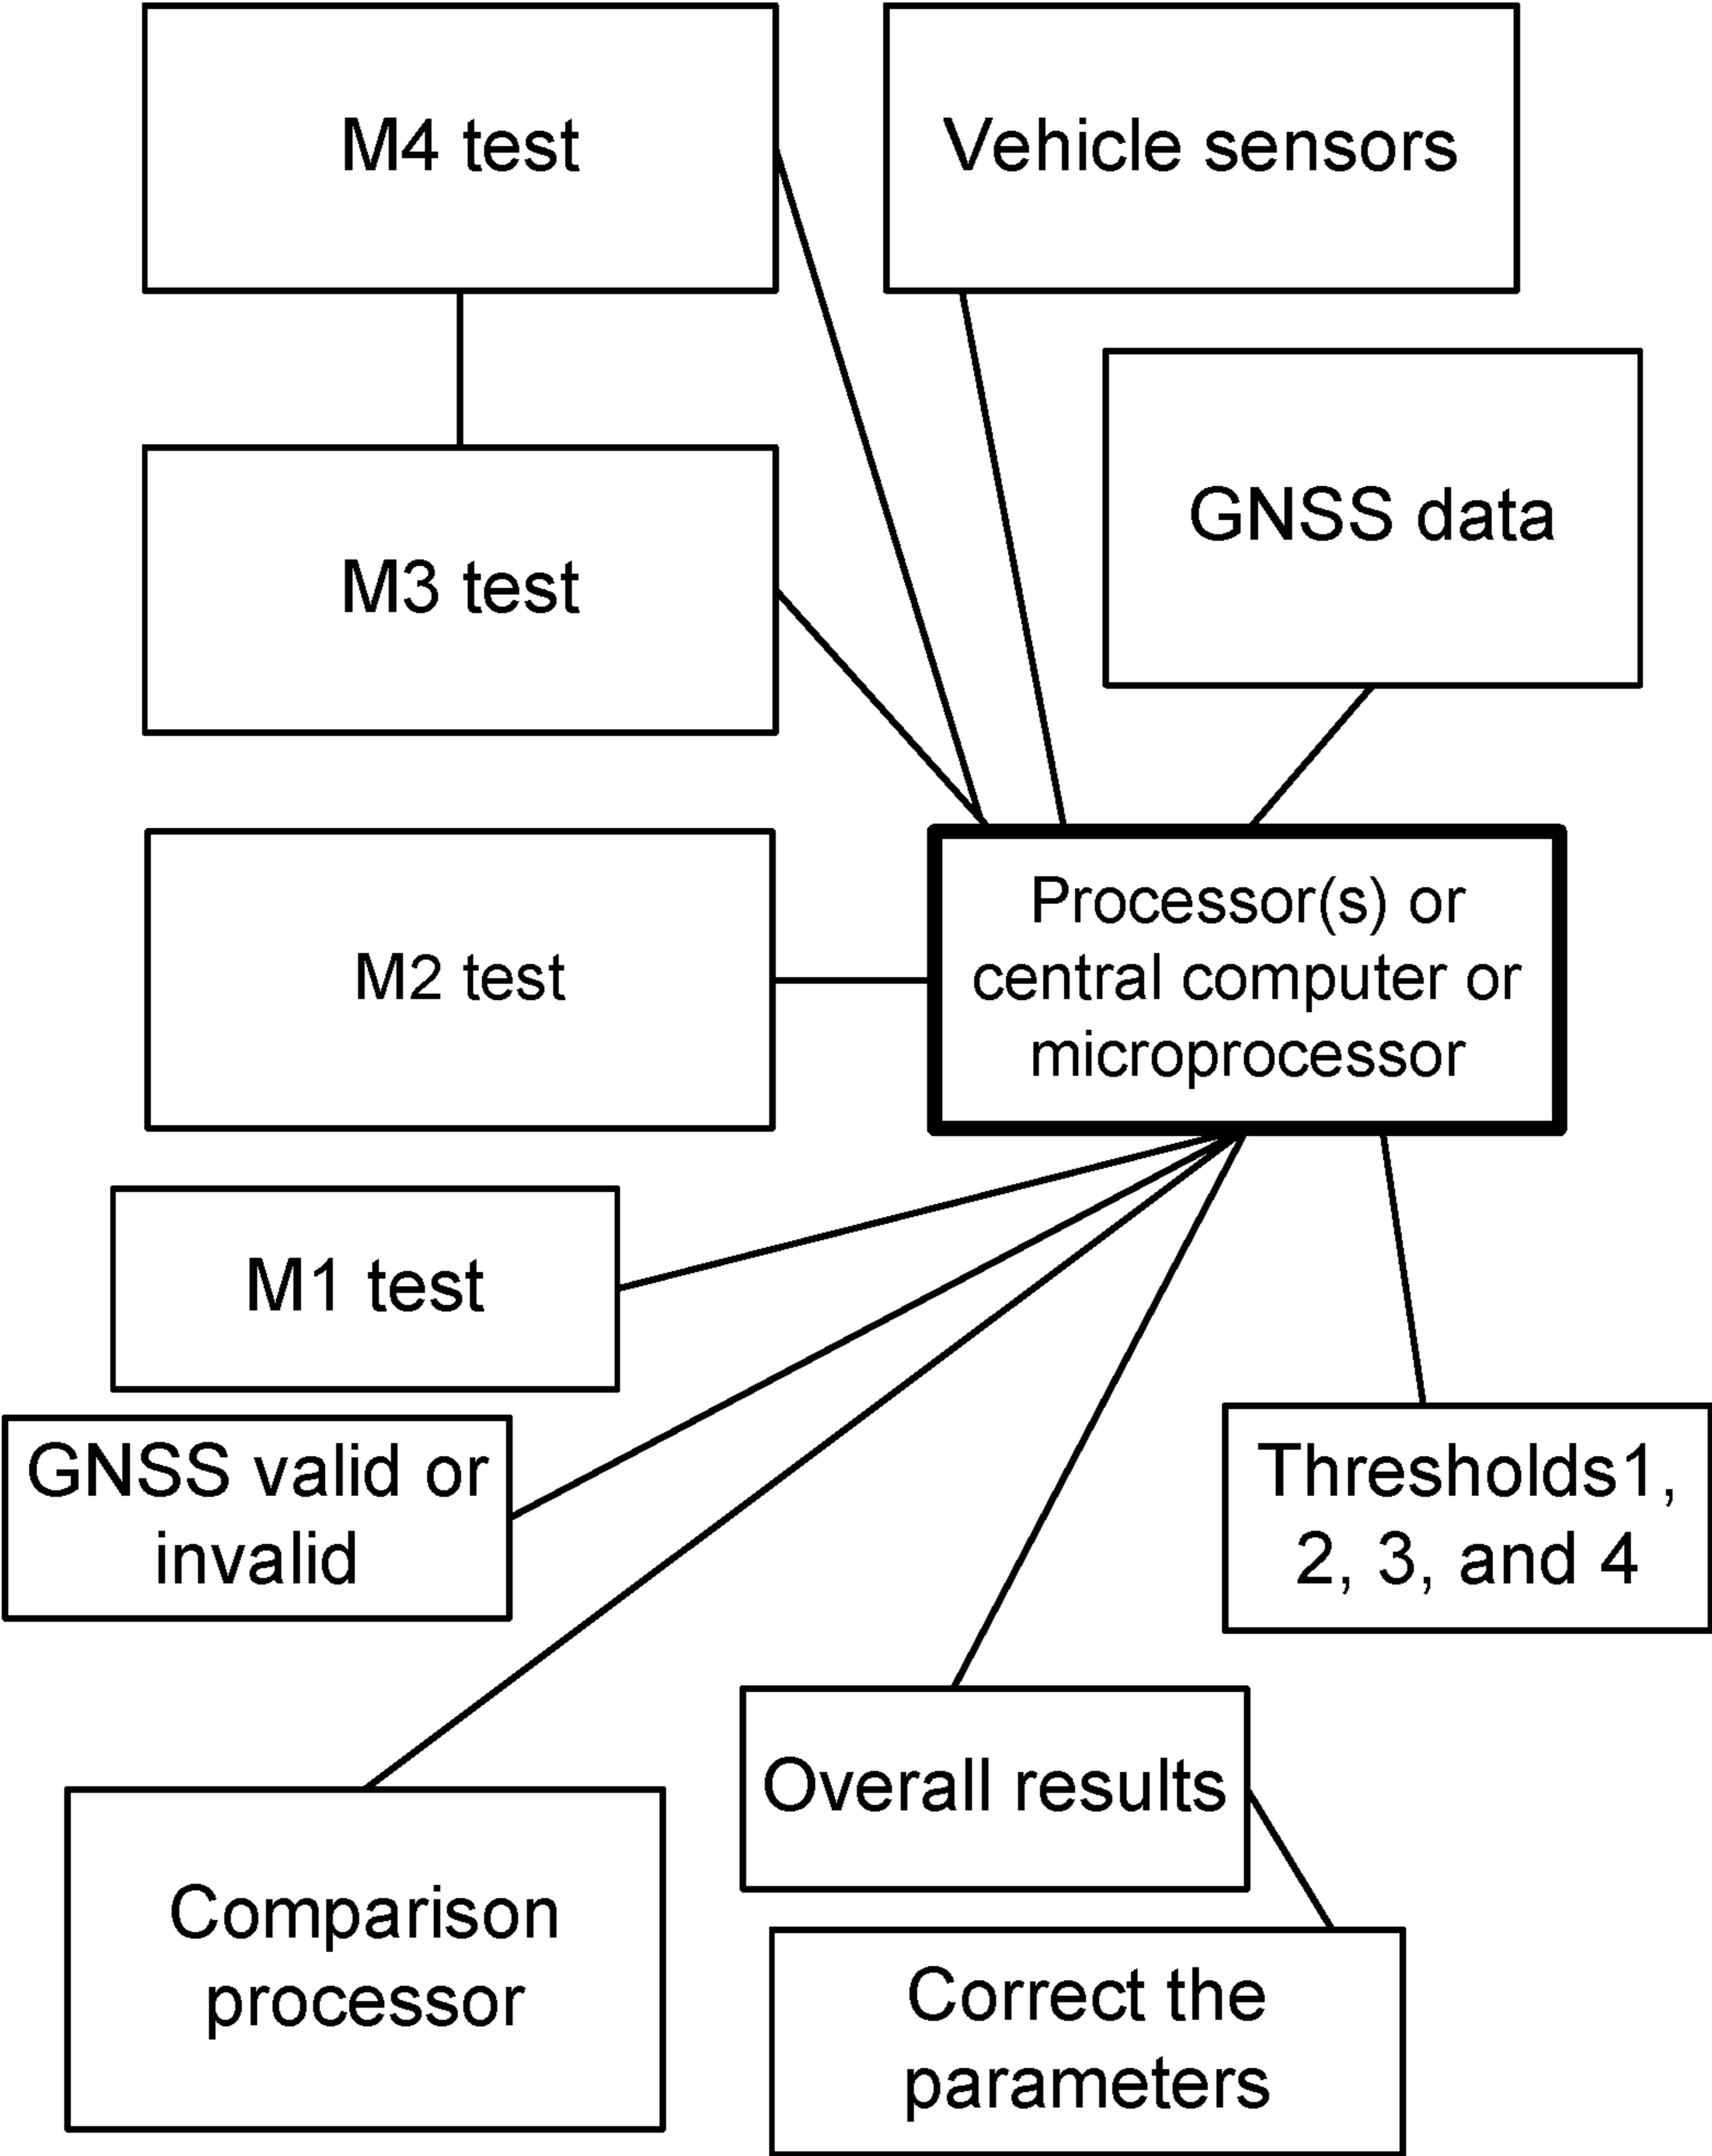 M4 test
Vehicle sensors
GNSS data
M3 test
Processor(s) or
central computer or
microprocessor
M2 test
M1 test
GNSS valid or
invalid
Thresholds1,
2, 3, and 4
Overall results
Comparison
processor
Correct the
parameters